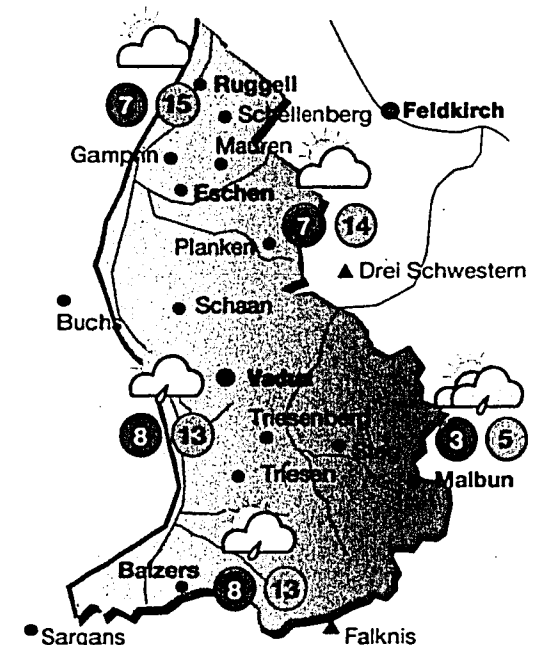 Ruggell
7 15
Schellenberg
Feldkirch
Mauren
Gamprin
Eschen
7 14
Planken
Drei Schwestern
Schaan
Buchs
Vaduz
Triesenberg
8 13
3 5
Triesen
Malbun
Balzers
8 13
Sargans
Falknis